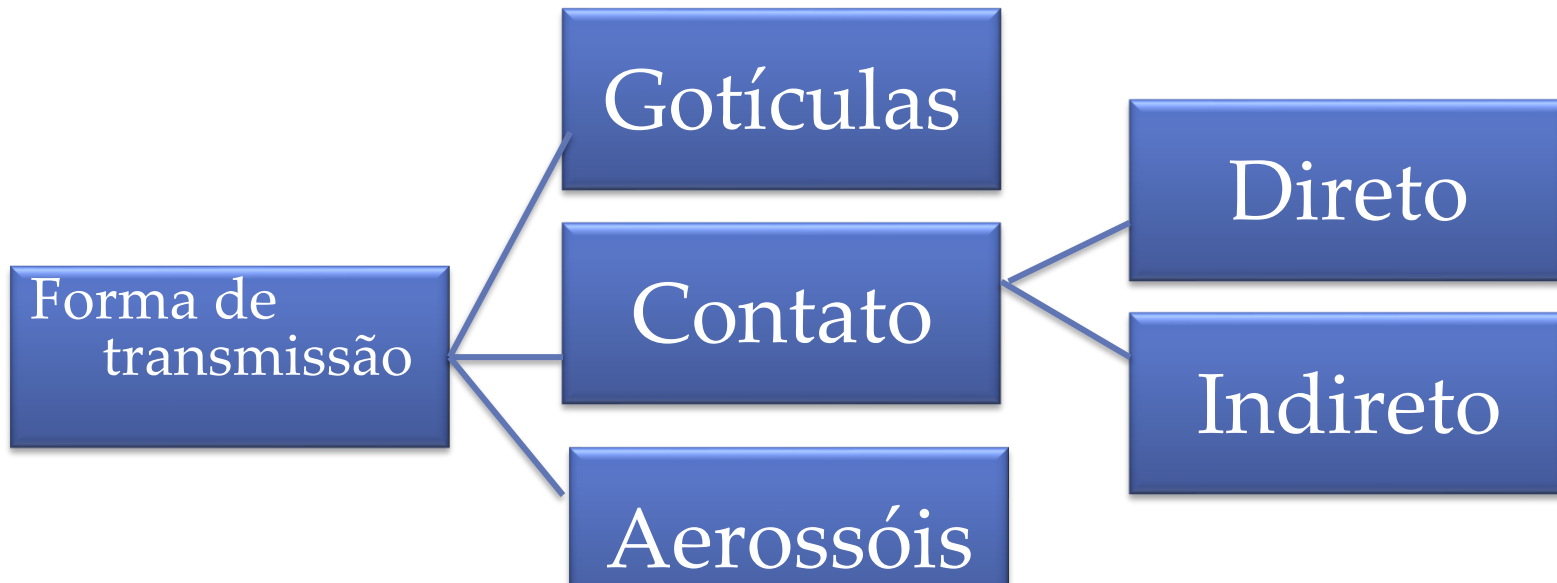 Forma de
transmissão
Gotículas
Contato
Aerossóis
Direto
Indireto